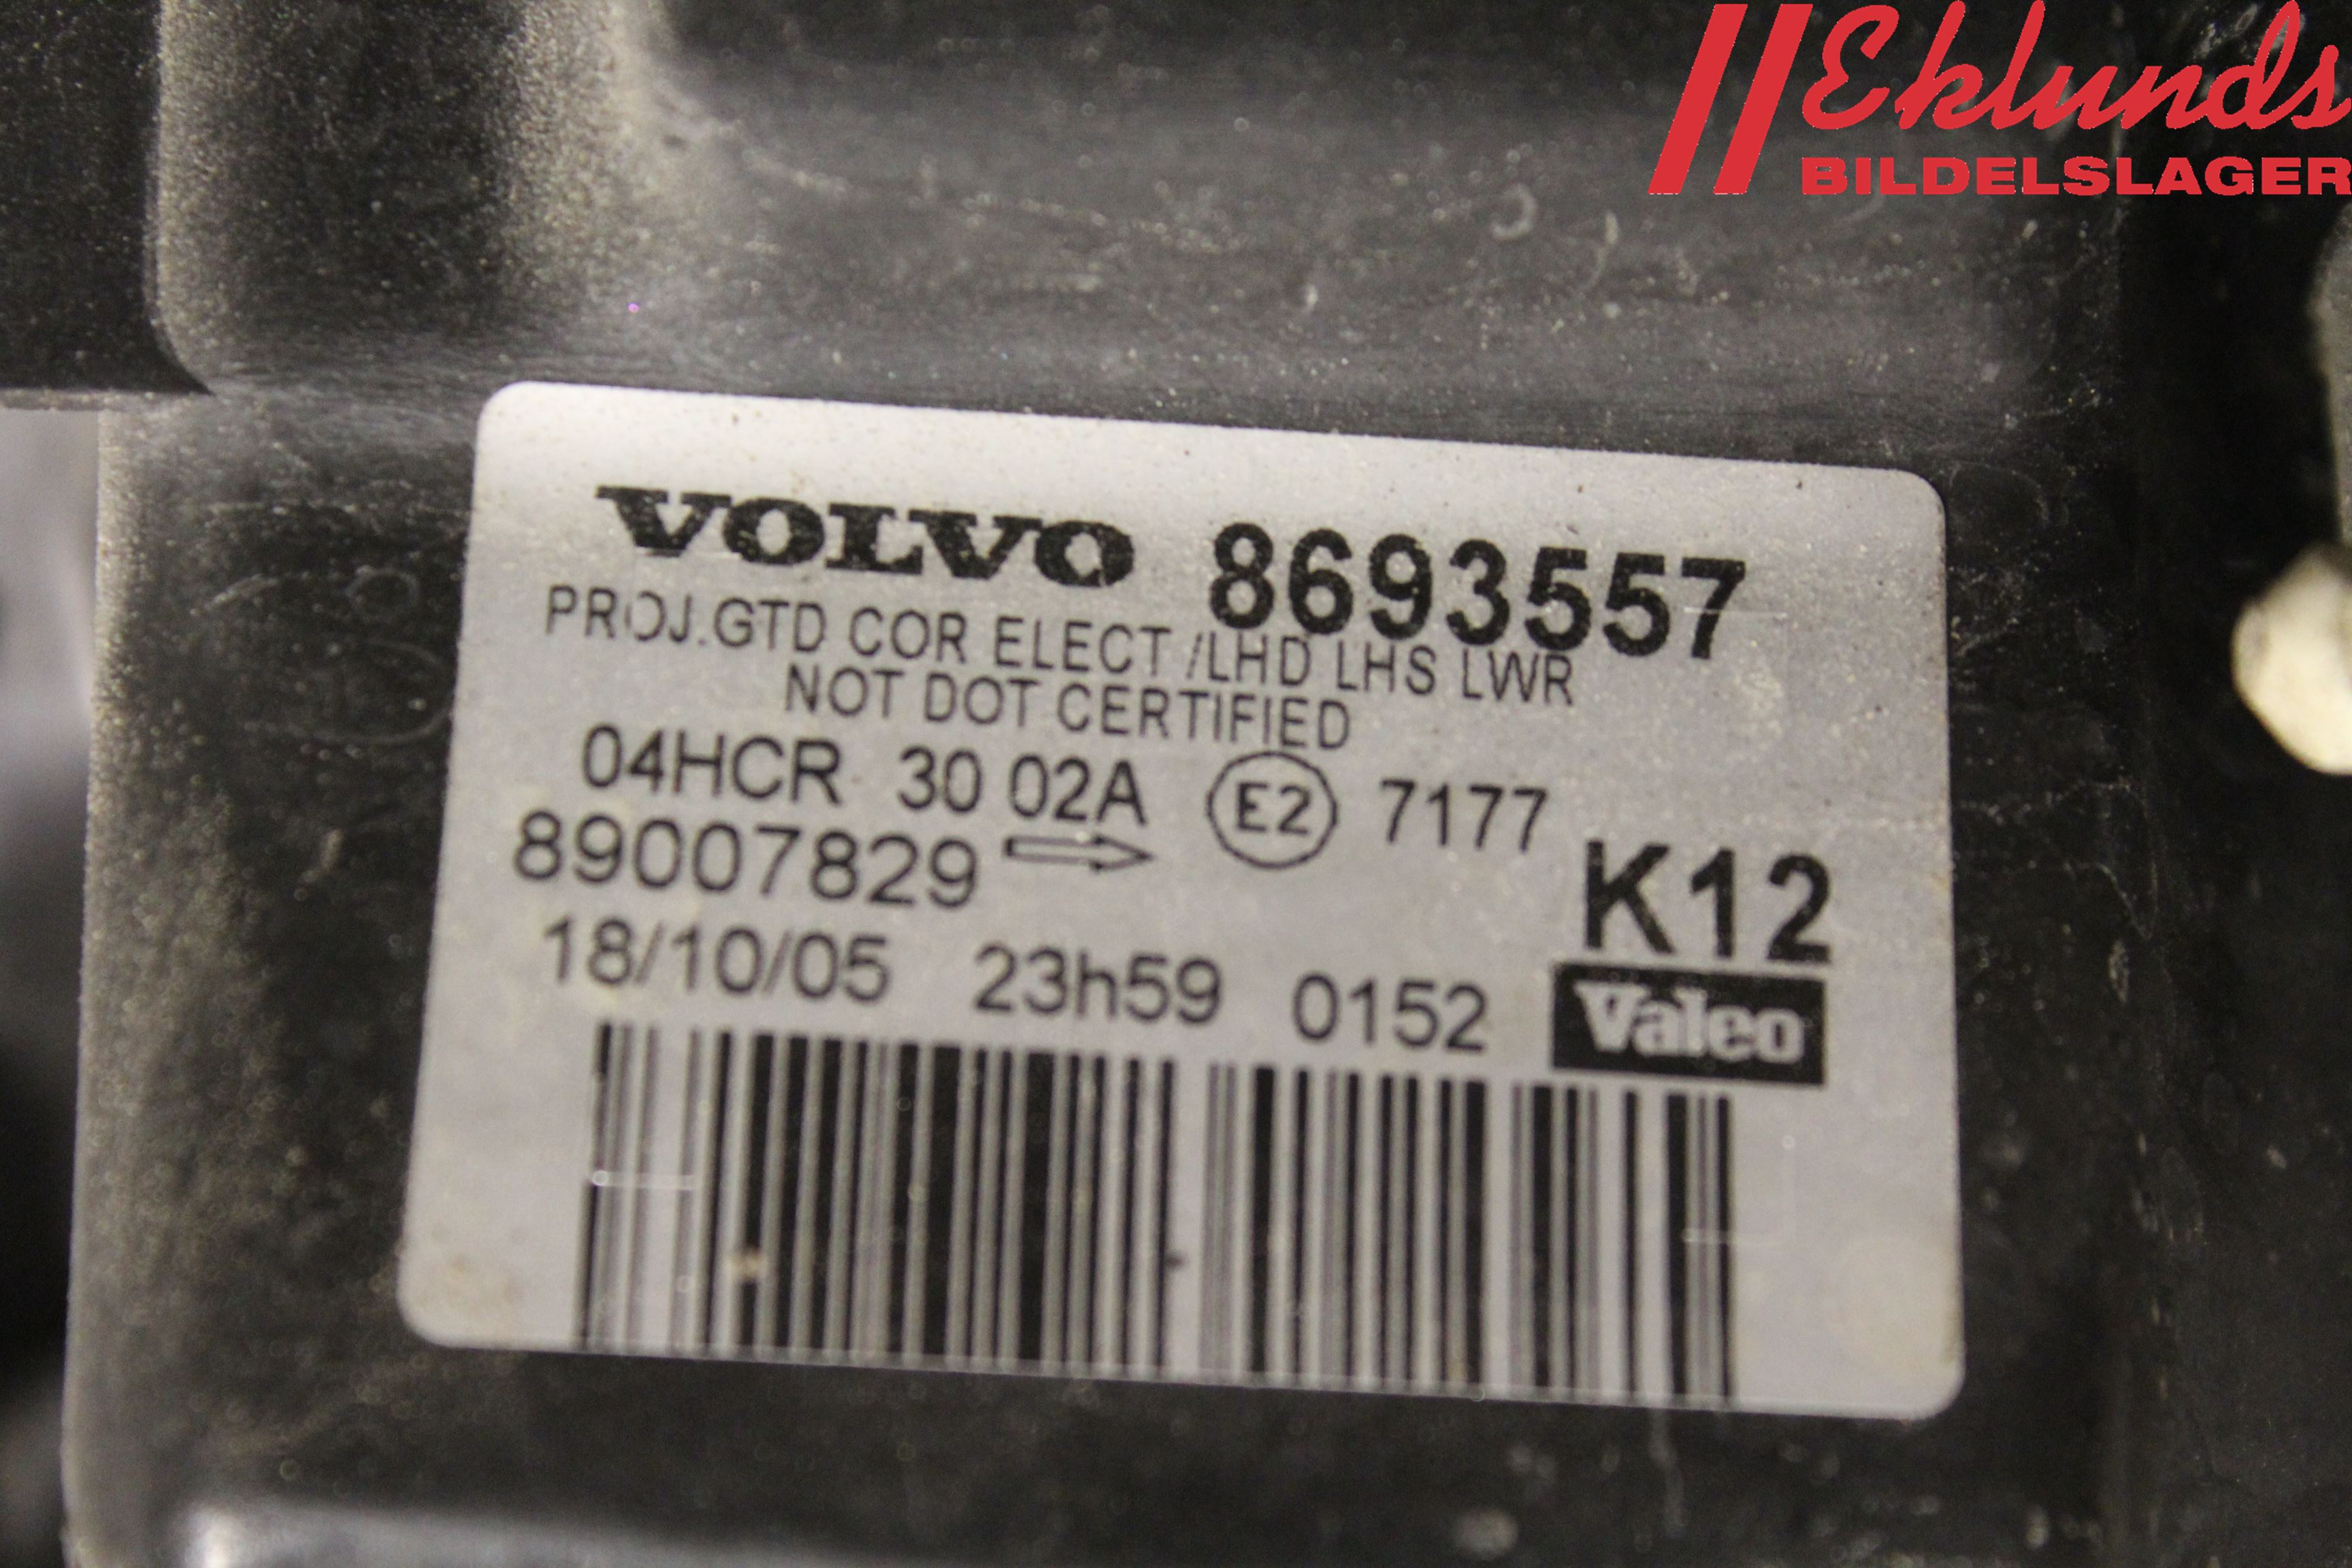 Eklunds
BILDELSLAGER
VOLVO 8693557
PROJ.GTD COR ELECT /LHD LHS LWR
NOT DOT CERTIFIED
04HCR 30 02A E2 7177
89007829 ⇨ K12
18/10/05 23h59 0152 Valeo